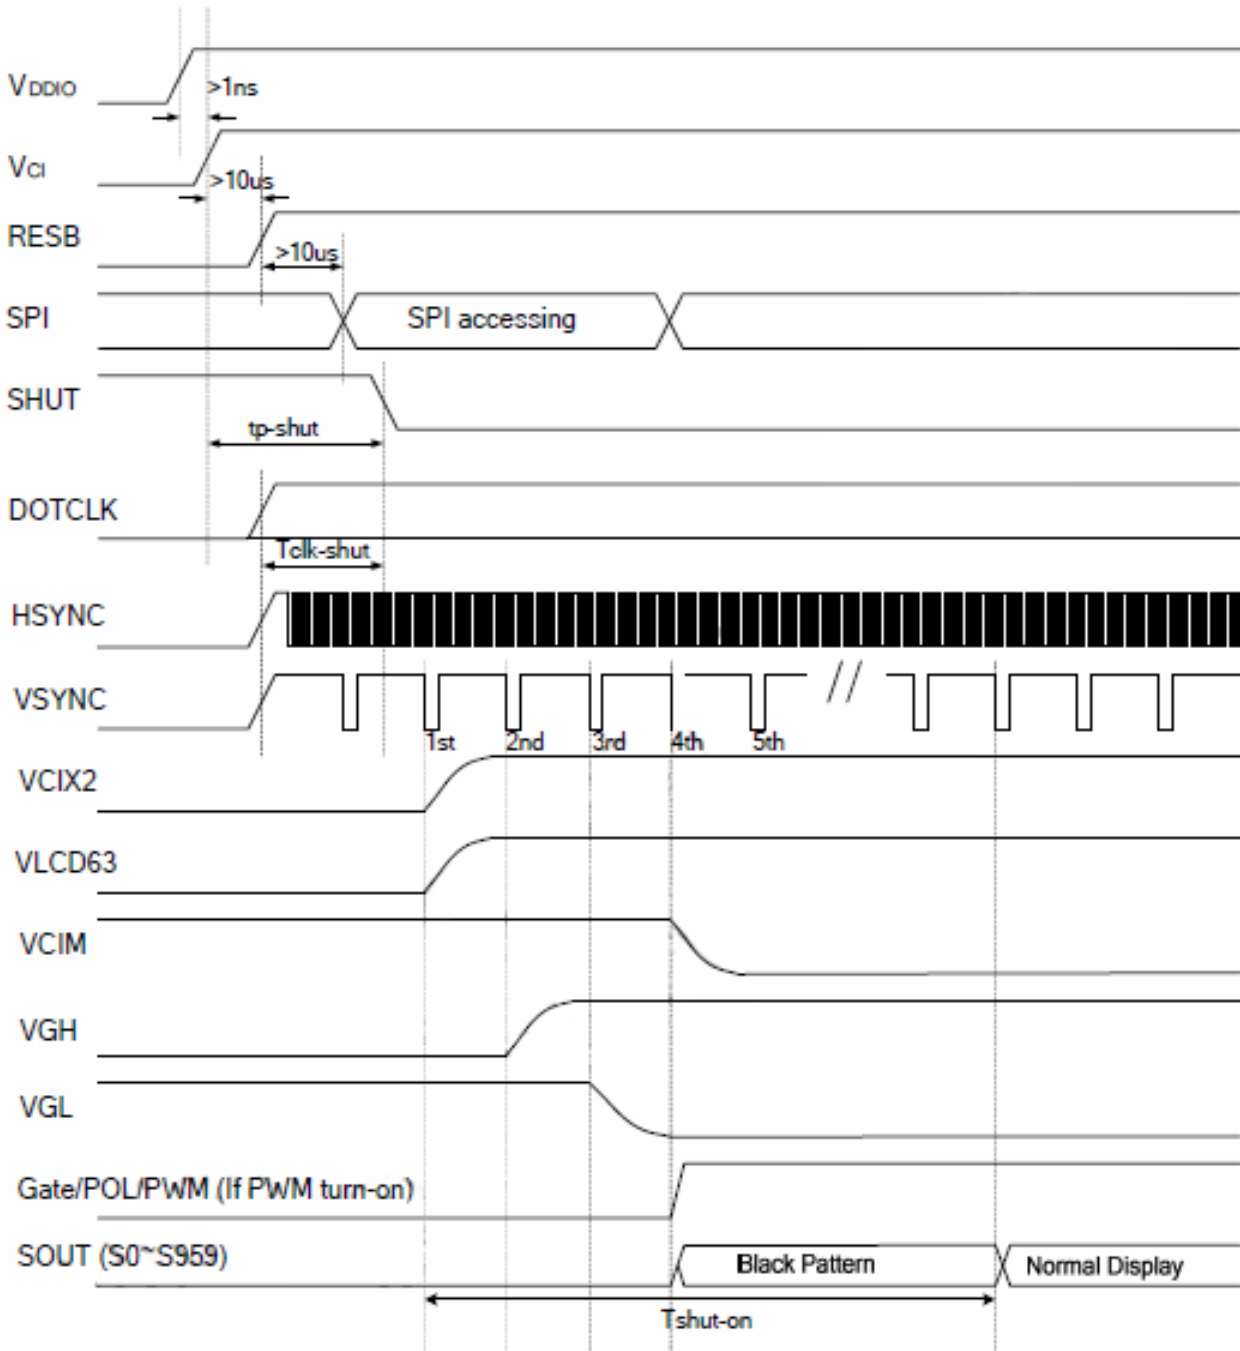 VDDIO
>1ns
VCI
>10us
RESB
>10us
SPI
SPI accessing
SHUT
tp-shut
DOTCLK
Tclk-shut
HSYNC
VSYNC
1st 2nd 3rd 4th 5th
VCIX2
VLCD63
VCIM
VGH
VGL
Gate/POL/PWM (If PWM turn-on)
SOUT (S0~S959)
Black Pattern
Normal Display
Tshut-on